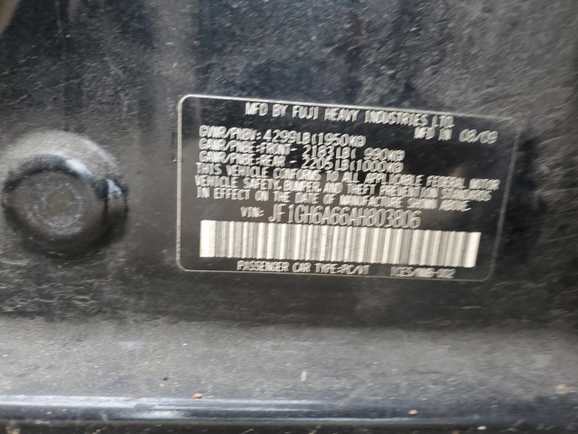 MFD BY FUJI HEAVY INDUSTRIES LTD.
MFD IN 08/09
GVWR/PNBV:4299LB(1950KG)
GAWR/PNBE-FRONT- 2183LB( 990KG)
GAWR/PNBE-REAR - 2205LB(1000KG)
THIS VEHICLE CONFORMS TO ALL APPLICABLE FEDERAL MOTOR
VEHICLE SAFETY,BUMPER,AND THEFT PREVENTION STANDARDS
IN EFFECT ON THE DATE OF MANUFACTURE SHOWN ABOVE.
VIN: JF1GH6A66AH803806
PASSENGER CAR TYPE:PC/VT